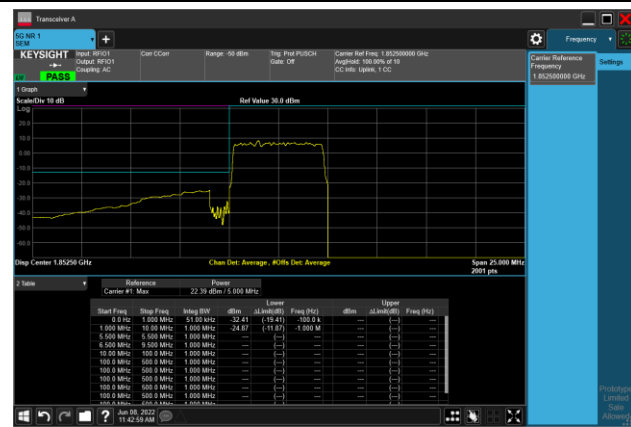 Transceiver A
5G NR 1
SEM
Frequency
KEYSIGHT
Input: RFIO1
Output: RFIO1
Coupling: AC
Corr CCorr
Range: -50 dBm
Trig: Prot PUSCH
Gate: Off
Carrier Ref Freq: 1.852500000 GHz
Avg|Hold: 100.00% of 10
CC Info: Uplink, 1 CC
LV PASS
Carrier Reference
Frequency
1.852500000 GHz
Settings
1 Graph
Scale/Div 10 dB
Ref Value 30.0 dBm
Log
20.0
10.0
0.00
-10.0
-20.0
-30.0
-40.0
-50.0
-60.0
Disp Center 1.85250 GHz
Chan Det: Average , #Offs Det: Average
Span 25.000 MHz
2001 pts
2 Table
Reference Power
Carrier #1: Max 22.39 dBm / 5.000 MHz
Lower Upper
Start Freq Stop Freq Integ BW dBm ΔLimit(dB) Freq (Hz) dBm ΔLimit(dB) Freq (Hz)
0.0 Hz 1.000 MHz 51.00 kHz -32.41 (-19.41) -100.0 k --- (---) ---
1.000 MHz 10.00 MHz 1.000 MHz -24.87 (-11.87) -1.000 M --- (---) ---
5.500 MHz 5.500 MHz 1.000 MHz --- (---) --- --- (---) ---
6.500 MHz 9.500 MHz 1.000 MHz --- (---) --- --- (---) ---
10.00 MHz 100.0 MHz 1.000 MHz --- (---) --- --- (---) ---
100.0 MHz 500.0 MHz 1.000 MHz --- (---) --- --- (---) ---
100.0 MHz 500.0 MHz 1.000 MHz --- (---) --- --- (---) ---
100.0 MHz 500.0 MHz 1.000 MHz --- (---) --- --- (---) ---
100.0 MHz 500.0 MHz 1.000 MHz --- (---) --- --- (---) ---
100.0 MHz 500.0 MHz 1.000 MHz --- (---) --- --- (---) ---
Jun 08, 2022
11:42:59 AM
Prototype
Limited
Sale
Allowed